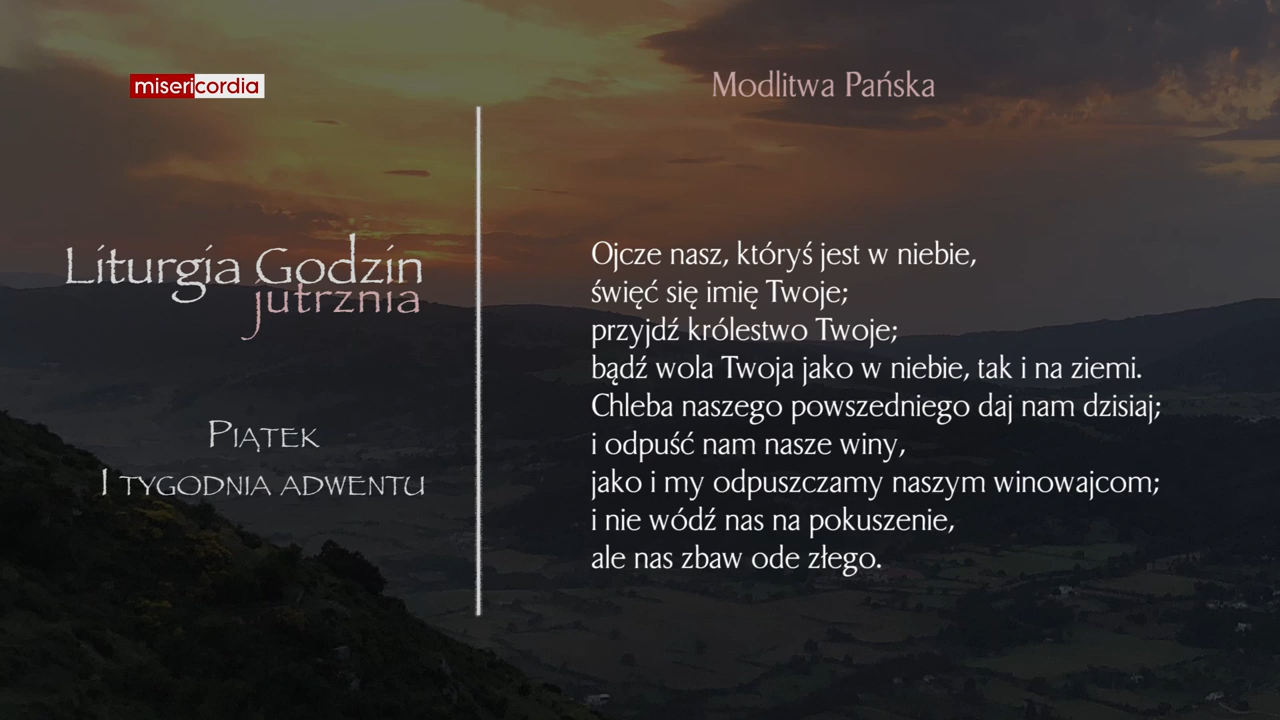 misericordia
Liturgia Godzin
jutrznia
Piątek
I tygodnia adwentu
Modlitwa Pańska
Ojcze nasz, któryś jest w niebie,
święć się imię Twoje;
przyjdź królestwo Twoje;
bądź wola Twoja jako w niebie, tak i na ziemi.
Chleba naszego powszedniego daj nam dzisiaj;
i odpuść nam nasze winy,
jako i my odpuszczamy naszym winowajcom;
i nie wódź nas na pokuszenie,
ale nas zbaw ode złego.